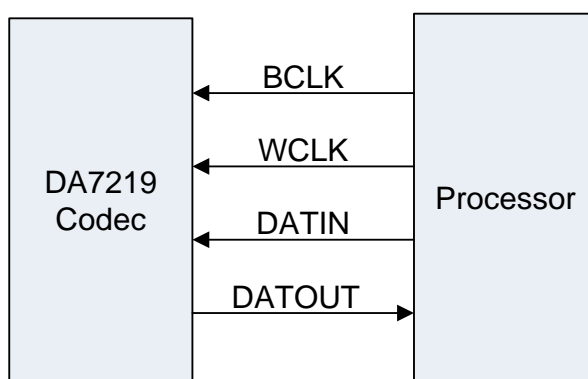 DA7219
Codec
BCLK
WCLK
DATIN
DATOUT
Processor